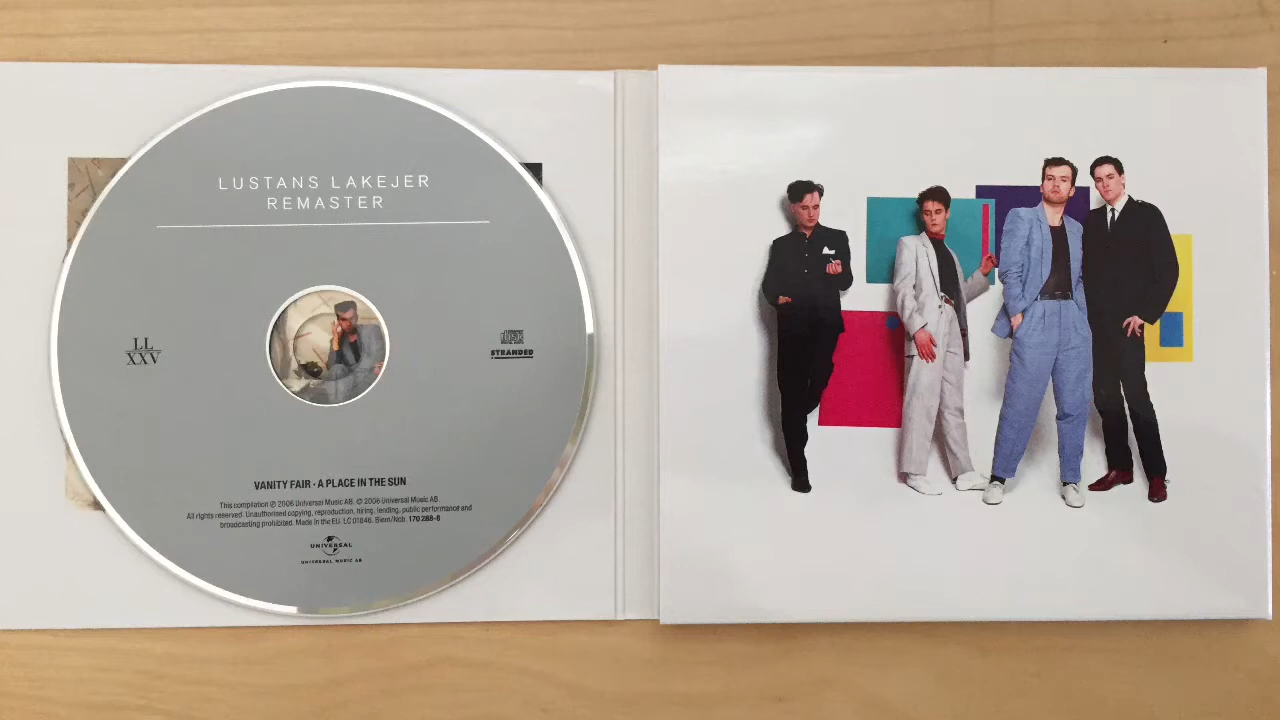 LUSTANS LAKEJER
REMASTER
LL
XXV
STRANDED
VANITY FAIR · A PLACE IN THE SUN
This compilation ℗ 2006 Universal Music AB. © 2006 Universal Music AB.
All rights reserved. Unauthorised copying, reproduction, hiring, lending, public performance and
broadcasting prohibited. Made in the EU. LC 01846. Biem/Ncb. 170 288-8
UNIVERSAL
UNIVERSAL MUSIC AB